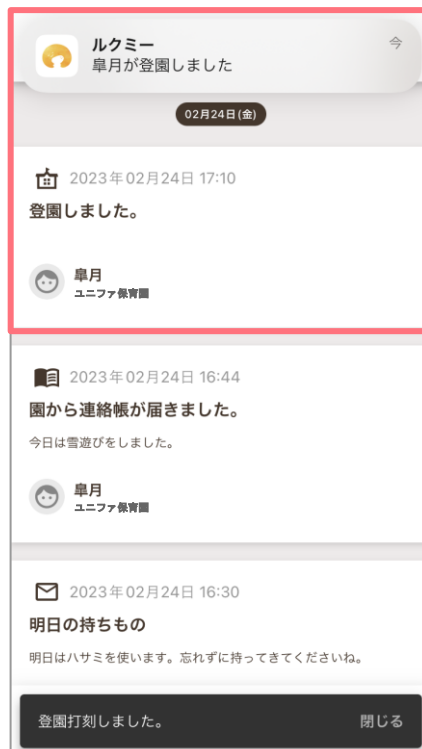 ルクミー
今
皐月が登園しました
02月24日(金)
2023年02月24日 17:10
登園しました。
皐月
ユニファ保育園
2023年02月24日 16:44
園から連絡帳が届きました。
今日は雪遊びをしました。
皐月
ユニファ保育園
2023年02月24日 16:30
明日の持ちもの
明日はハサミを使います。忘れずに持ってきてくださいね。
登園打刻しました。
閉じる